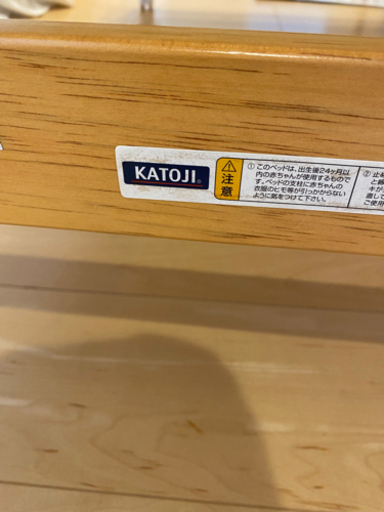 KATOJI®
注意
①このベッドは、出生後24ヶ月以
内の赤ちゃんが使用するもので
す。ベッドの支柱に赤ちゃんの
衣服のヒモ等が引っかからない
ように気をつけて下さい。
②止